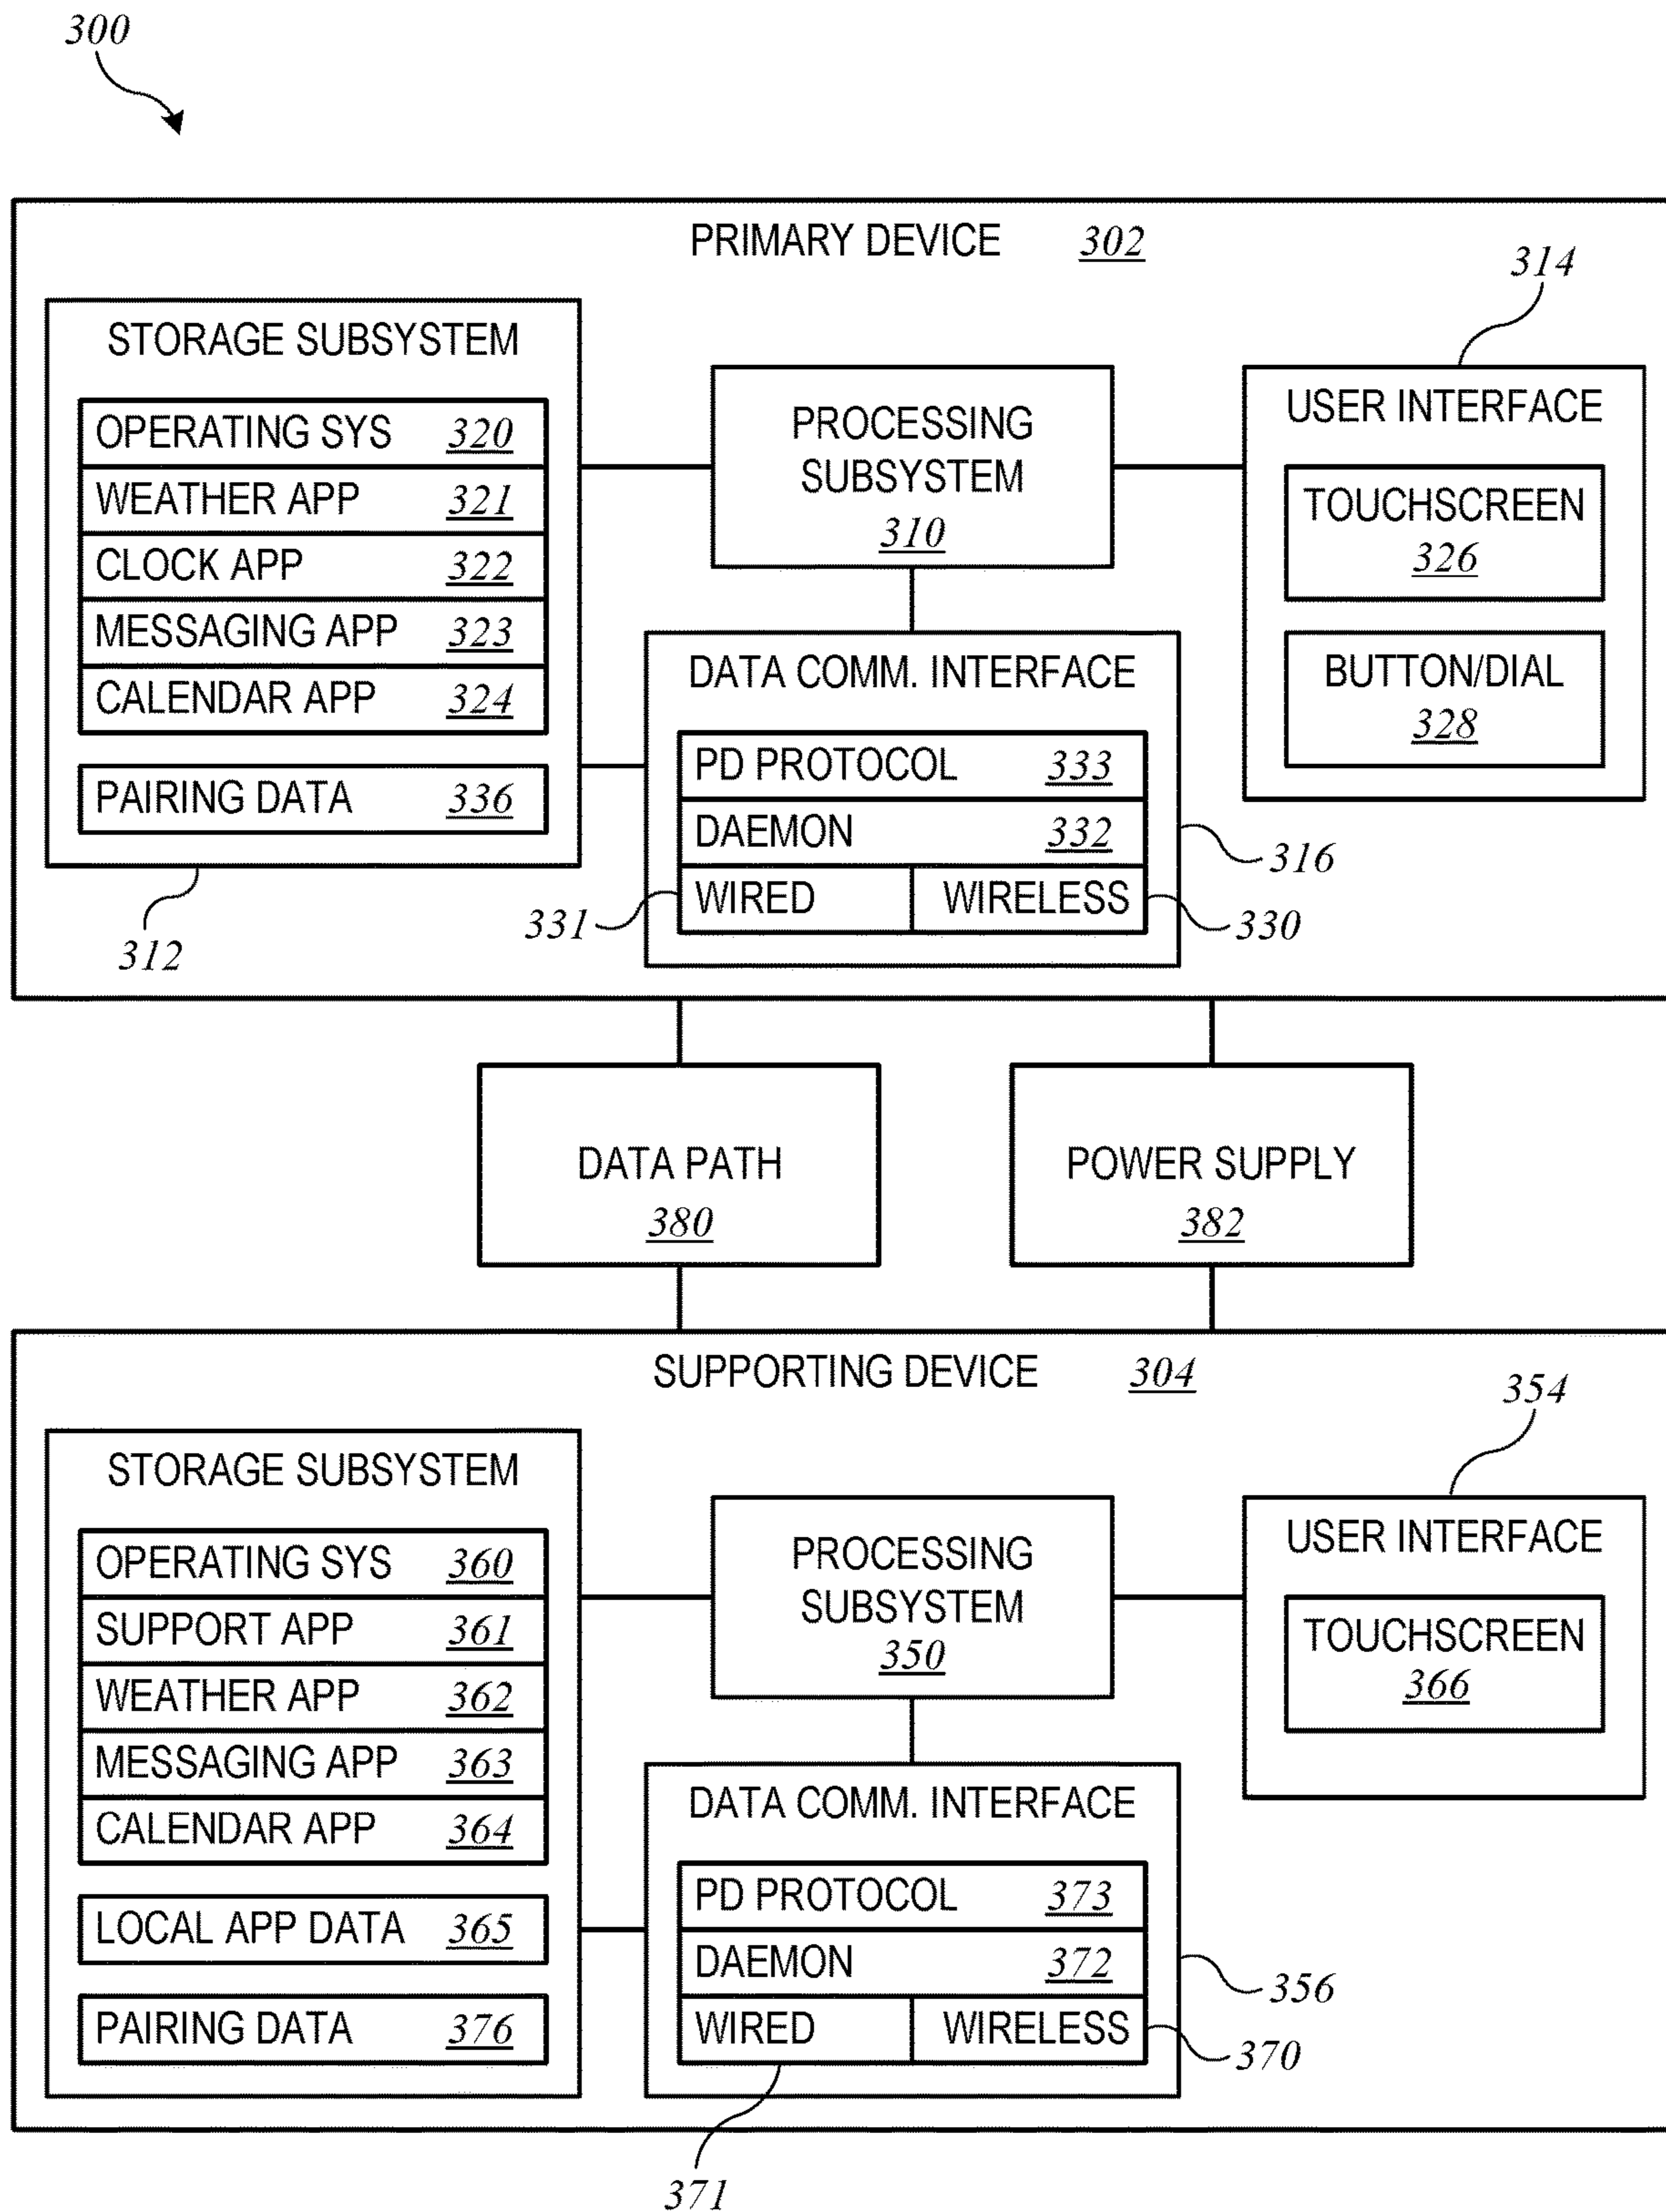 300
PRIMARY DEVICE 302
314
STORAGE SUBSYSTEM
OPERATING SYS 320
WEATHER APP 321
CLOCK APP 322
MESSAGING APP 323
CALENDAR APP 324
PAIRING DATA 336
312
PROCESSING
SUBSYSTEM
310
USER INTERFACE
TOUCHSCREEN
326
BUTTON/DIAL
328
DATA COMM. INTERFACE
PD PROTOCOL 333
DAEMON 332
WIRED WIRELESS
331
330
316
DATA PATH
380
POWER SUPPLY
382
SUPPORTING DEVICE 304
354
STORAGE SUBSYSTEM
OPERATING SYS 360
SUPPORT APP 361
WEATHER APP 362
MESSAGING APP 363
CALENDAR APP 364
LOCAL APP DATA 365
PAIRING DATA 376
PROCESSING
SUBSYSTEM
350
USER INTERFACE
TOUCHSCREEN
366
DATA COMM. INTERFACE
PD PROTOCOL 373
DAEMON 372
WIRED WIRELESS
356
370
371